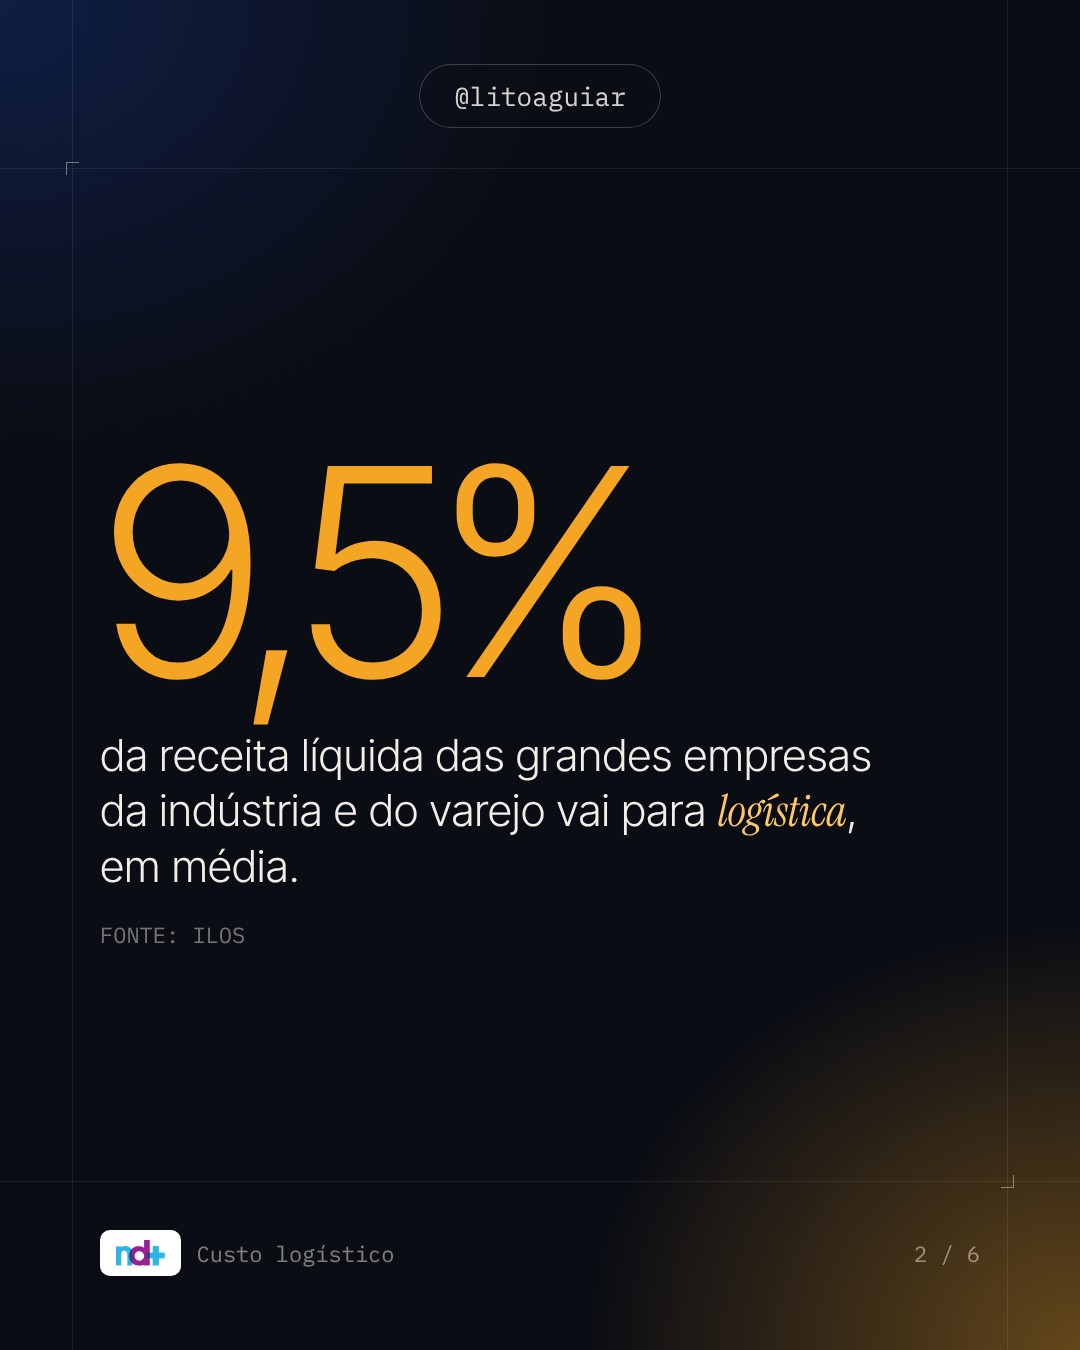 @litoaguiar
9,5%
da receita líquida das grandes empresas
da indústria e do varejo vai para logística,
em média.
FONTE: ILOS
nd+ Custo logístico
2 / 6